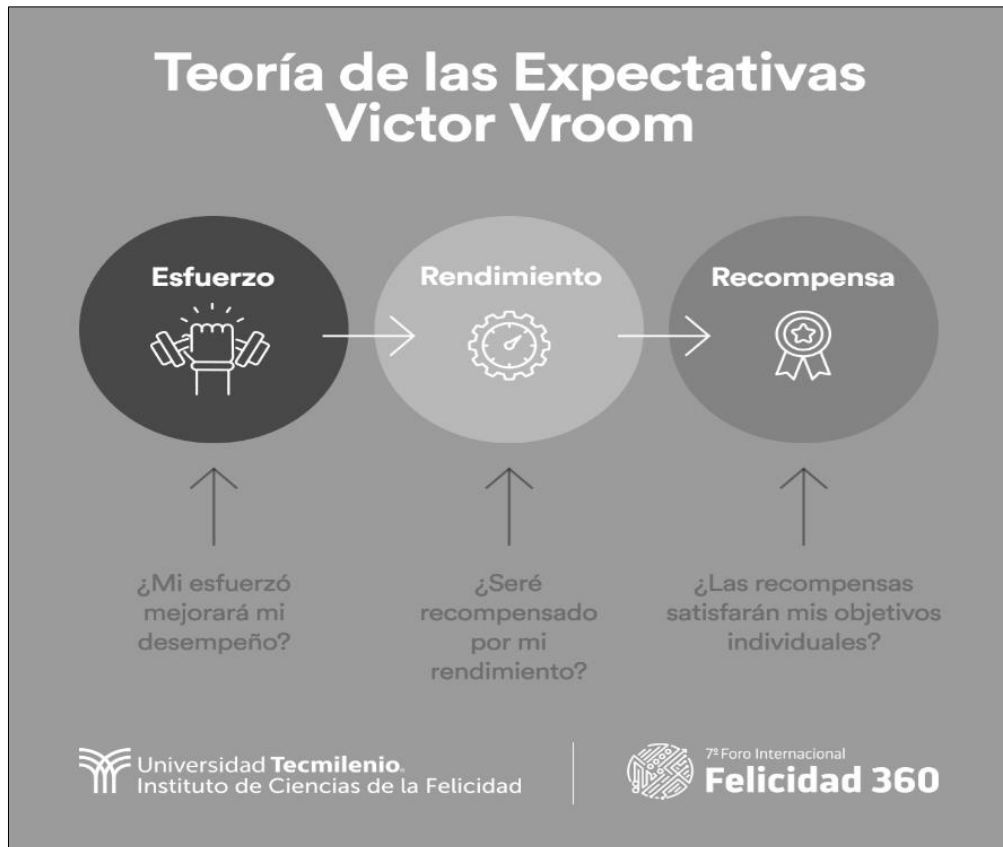 Teoría de las Expectativas
Victor Vroom
Esfuerzo
Rendimiento
Recompensa
¿Mi esfuerzó
mejorará mi
desempeño?
¿Seré
recompensado
por mi
rendimiento?
¿Las recompensas
satisfarán mis objetivos
individuales?
Universidad Tecmilenio.
Instituto de Ciencias de la Felicidad
7º Foro Internacional
Felicidad 360